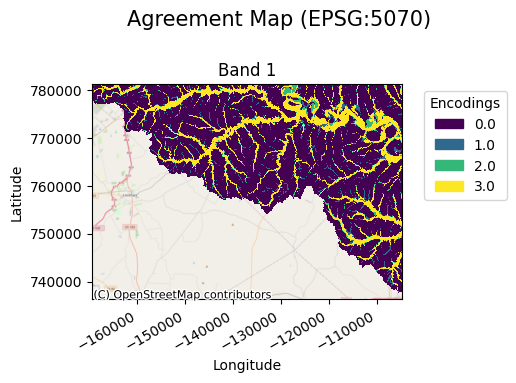 Agreement Map (EPSG:5070)
Band 1
Encodings
0.0
1.0
2.0
3.0
780000
770000
760000
750000
740000
Latitude
(C) OpenStreetMap contributors
−160000
−150000
−140000
−130000
−120000
−110000
Longitude